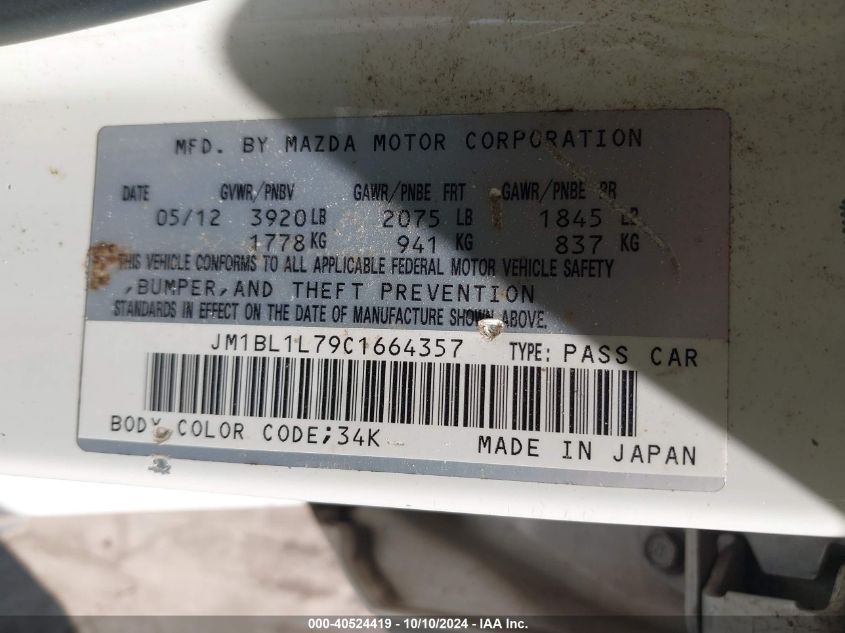 MFD. BY MAZDA MOTOR CORPORATION
DATE GVWR/PNBV GAWR/PNBE FRT GAWR/PNBE RR
05/12 3920 LB 2075 LB 1845 LB
1778 KG 941 KG 837 KG
THIS VEHICLE CONFORMS TO ALL APPLICABLE FEDERAL MOTOR VEHICLE SAFETY
,BUMPER,AND THEFT PREVENTION
STANDARDS IN EFFECT ON THE DATE OF MANUFACTURE SHOWN ABOVE.
JM1BL1L79C1664357 TYPE: PASS CAR
BODY COLOR CODE;34K MADE IN JAPAN
000-40524419 - 10/10/2024 - IAA Inc.